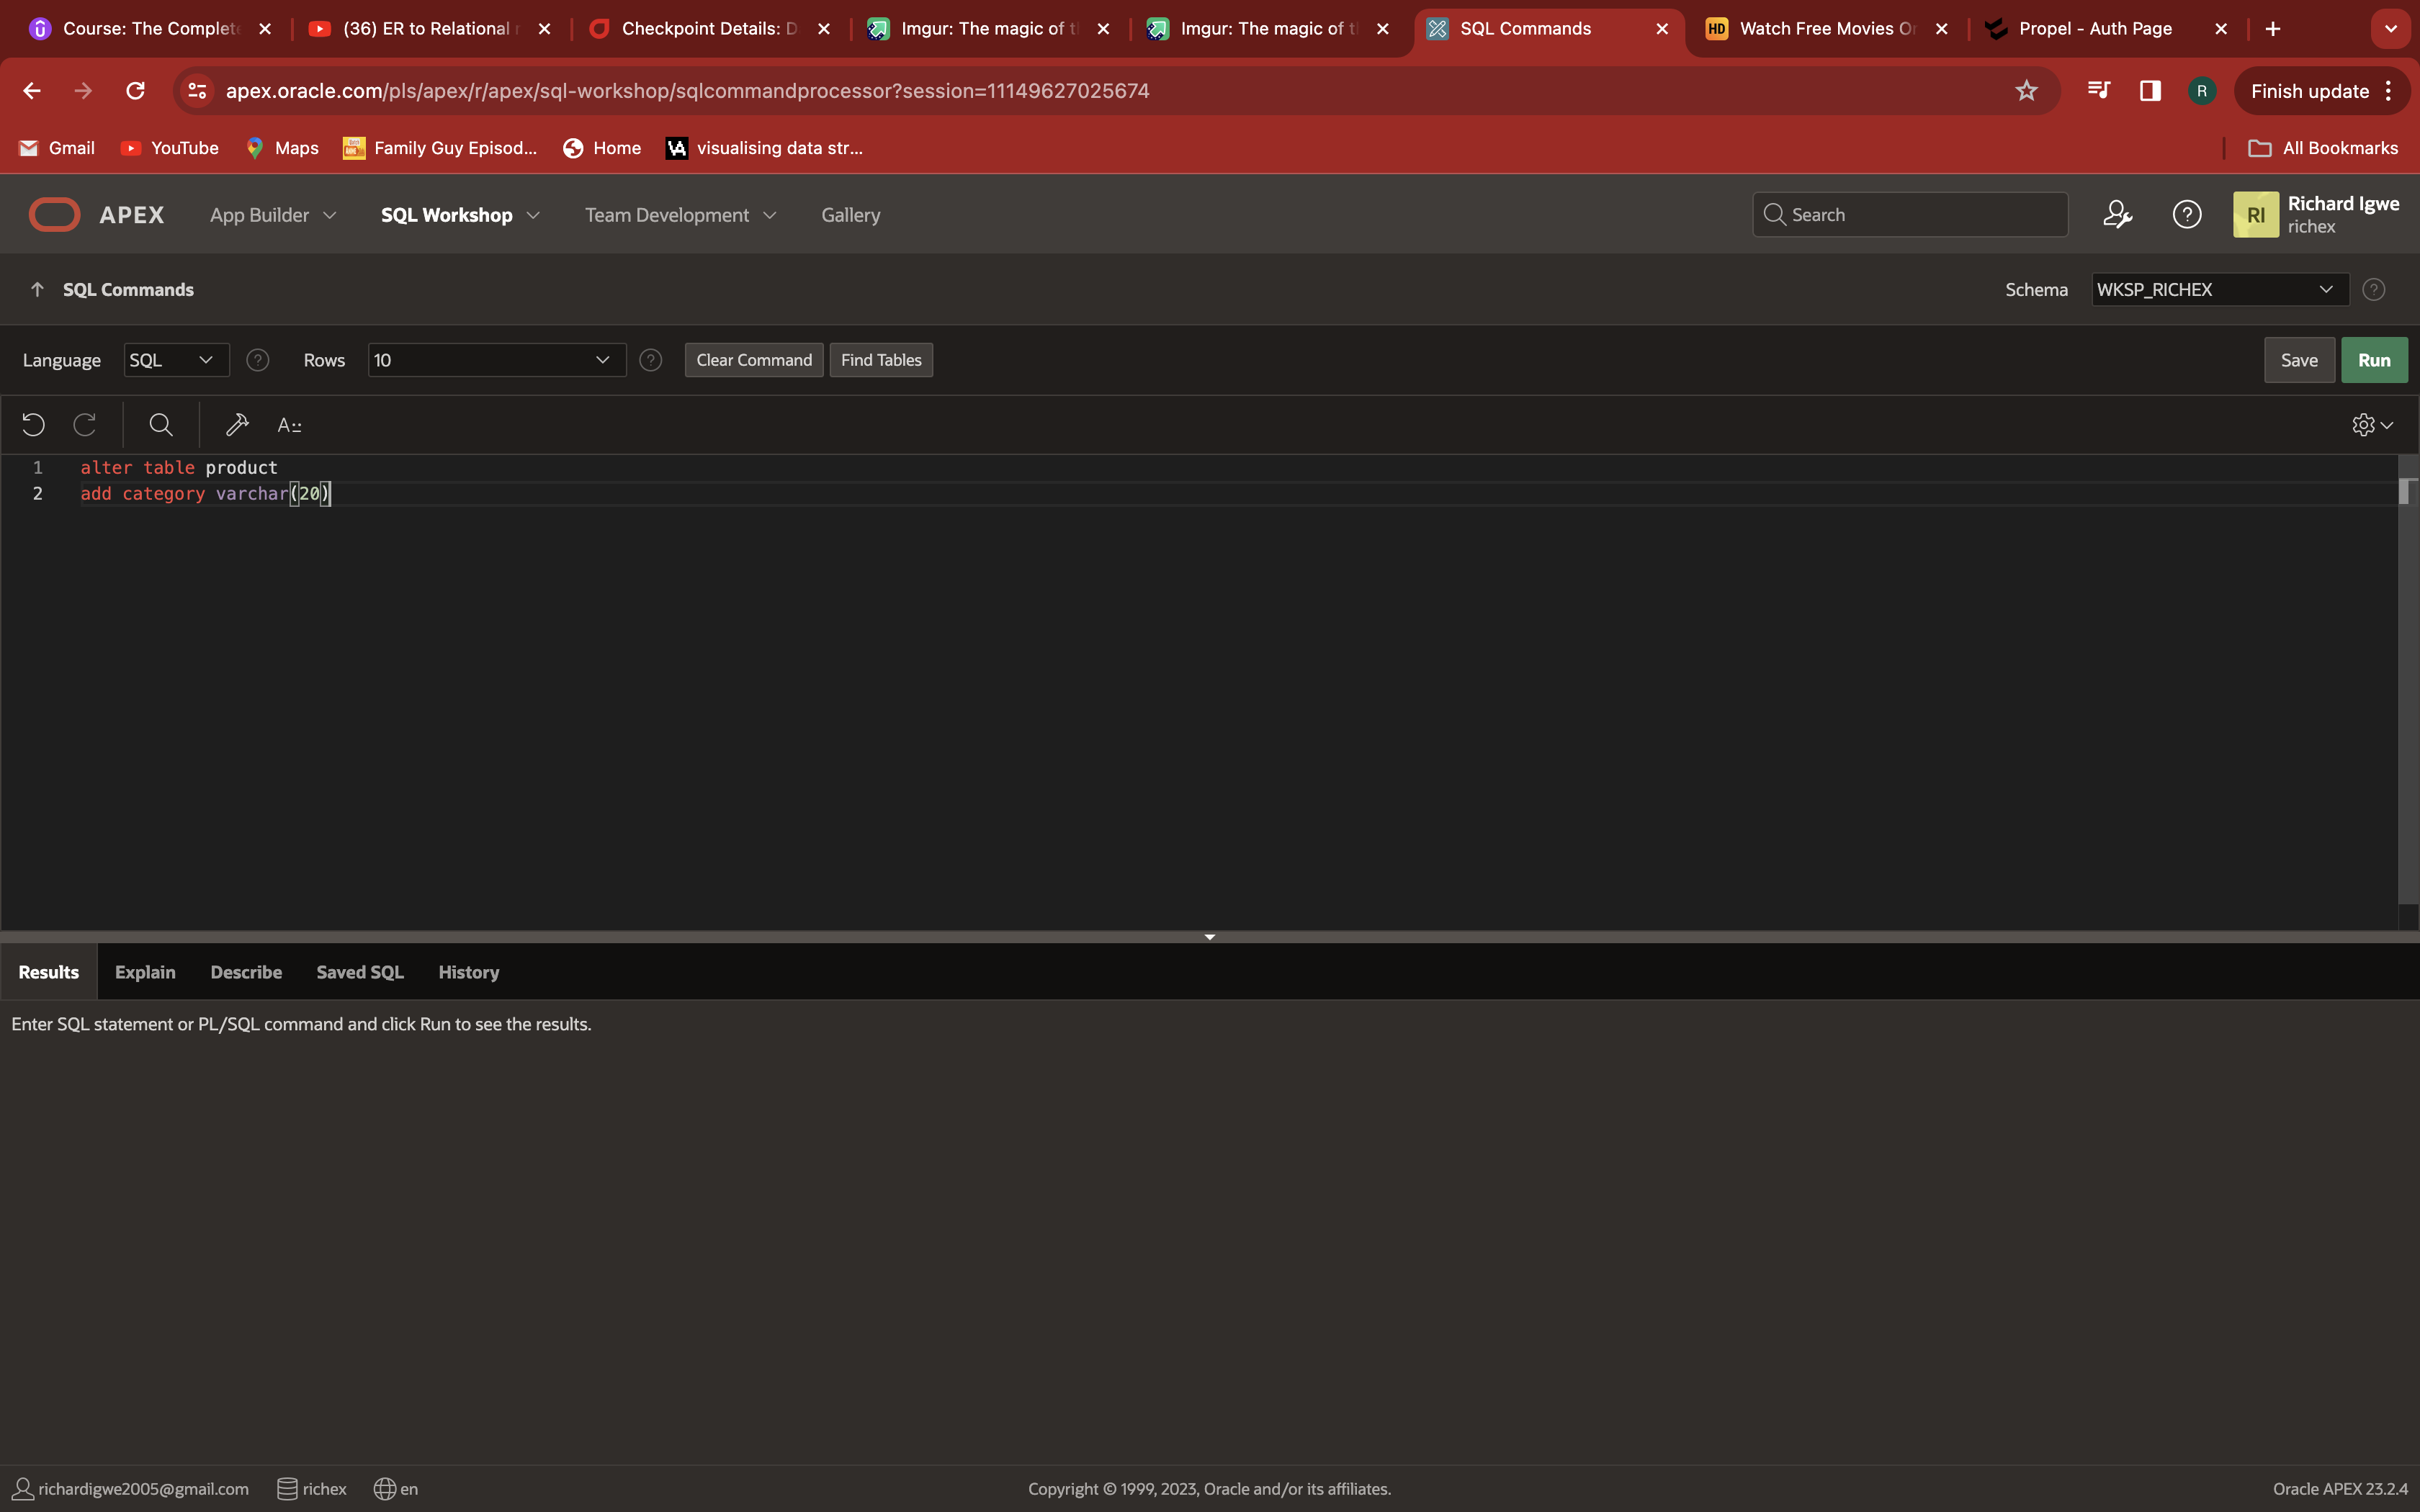 Course: The Complet
(36) ER to Relational
Checkpoint Details: D
Imgur: The magic of t
Imgur: The magic of t
SQL Commands
HD Watch Free Movies O
Propel - Auth Page
apex.oracle.com/pls/apex/r/apex/sql-workshop/sqlcommandprocessor?session=11149627025674
R
Finish update
Gmail
YouTube
Maps
Family Guy Episod...
Home
visualising data str...
All Bookmarks
APEX
App Builder
SQL Workshop
Team Development
Gallery
Search
RI
Richard Igwe
richex
SQL Commands
Schema
WKSP_RICHEX
Language
SQL
Rows
10
Clear Command
Find Tables
Save
Run
1 alter table product
2 add category varchar(20)
Results
Explain
Describe
Saved SQL
History
Enter SQL statement or PL/SQL command and click Run to see the results.
richardigwe2005@gmail.com
richex
en
Copyright © 1999, 2023, Oracle and/or its affiliates.
Oracle APEX 23.2.4